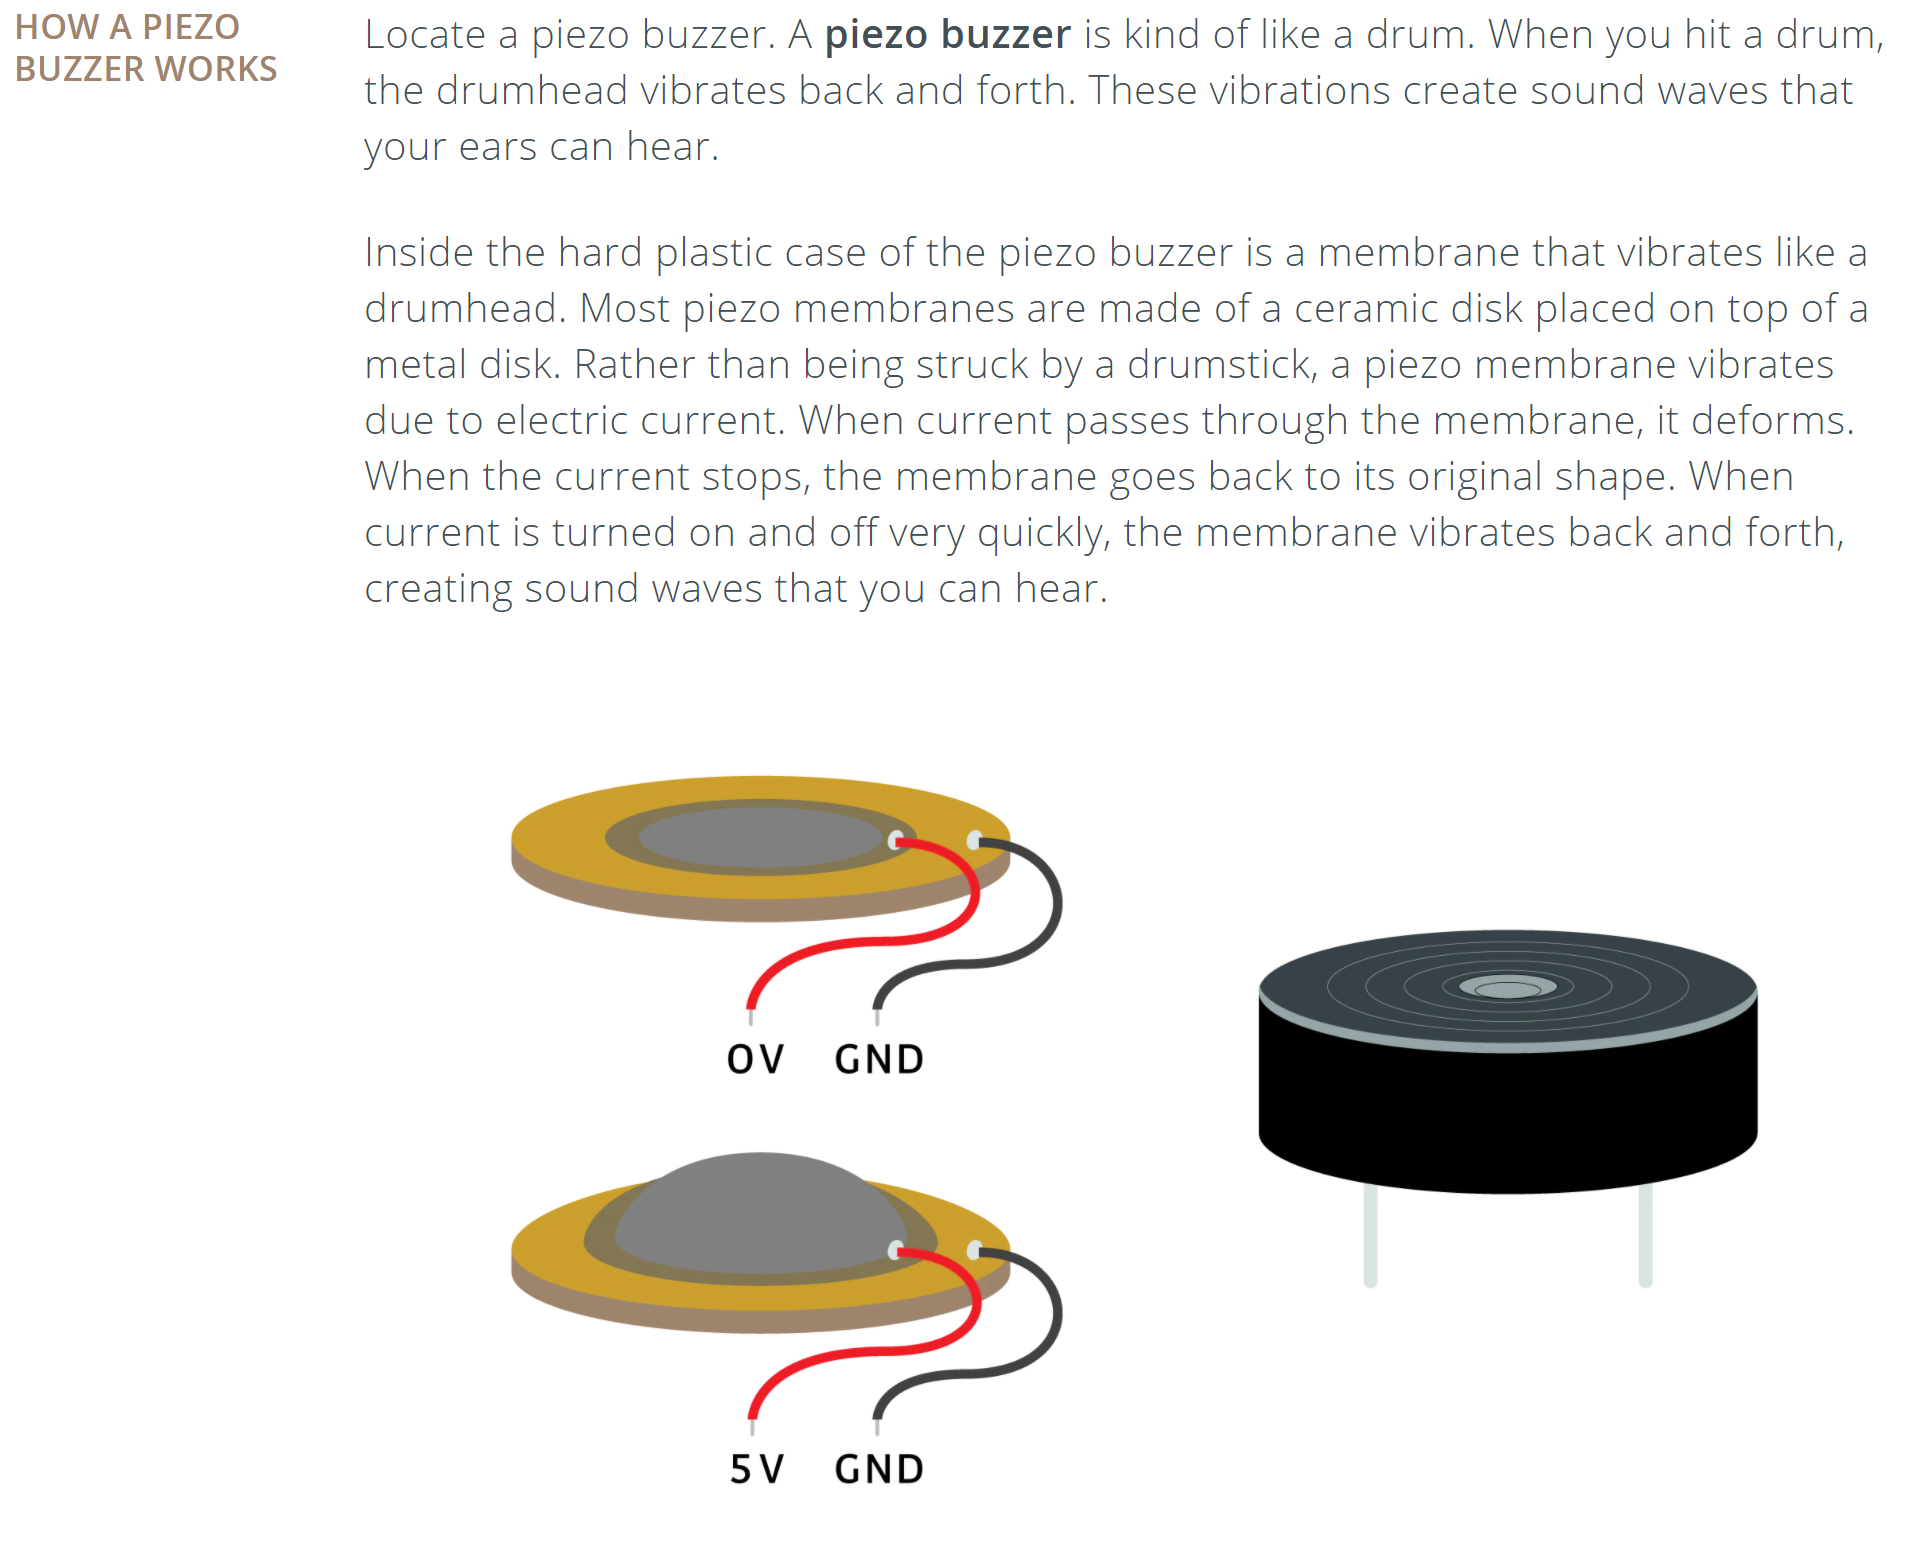 HOW A PIEZO
BUZZER WORKS
Locate a piezo buzzer. A piezo buzzer is kind of like a drum. When you hit a drum,
the drumhead vibrates back and forth. These vibrations create sound waves that
your ears can hear.
Inside the hard plastic case of the piezo buzzer is a membrane that vibrates like a
drumhead. Most piezo membranes are made of a ceramic disk placed on top of a
metal disk. Rather than being struck by a drumstick, a piezo membrane vibrates
due to electric current. When current passes through the membrane, it deforms.
When the current stops, the membrane goes back to its original shape. When
current is turned on and off very quickly, the membrane vibrates back and forth,
creating sound waves that you can hear.
0V GND
5V GND